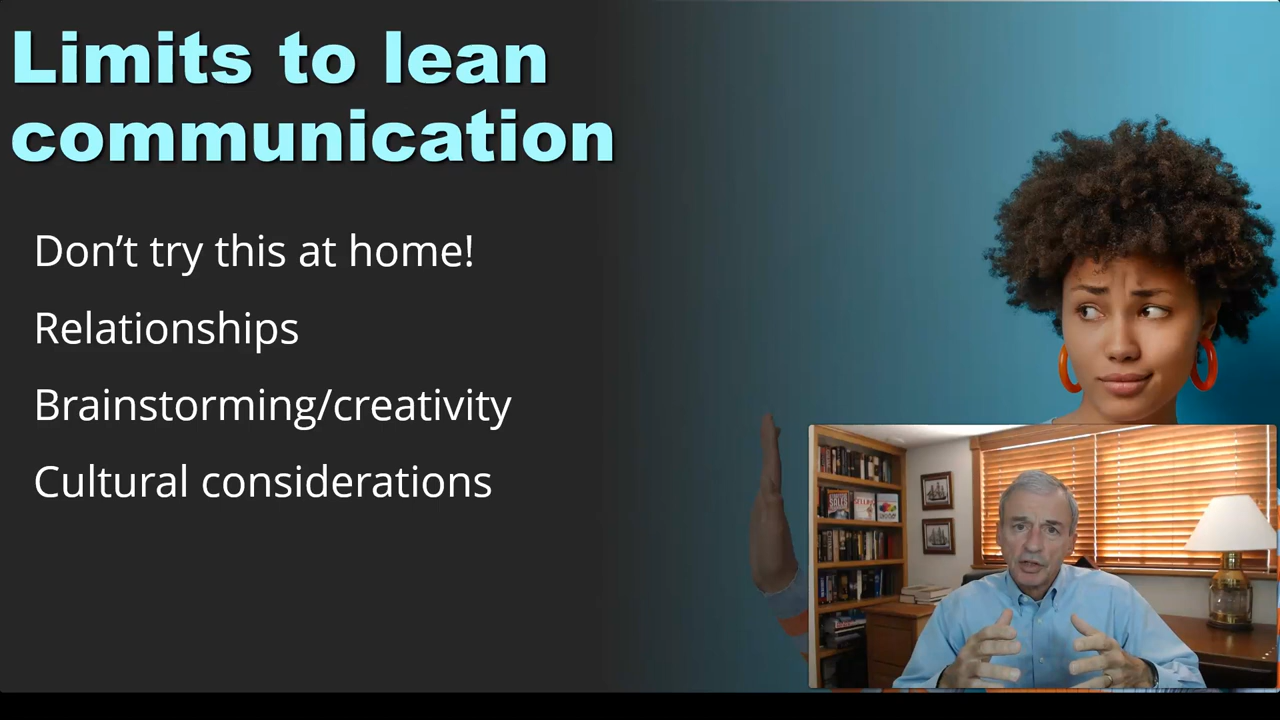 Limits to lean
communication
Don’t try this at home!
Relationships
Brainstorming/creativity
Cultural considerations